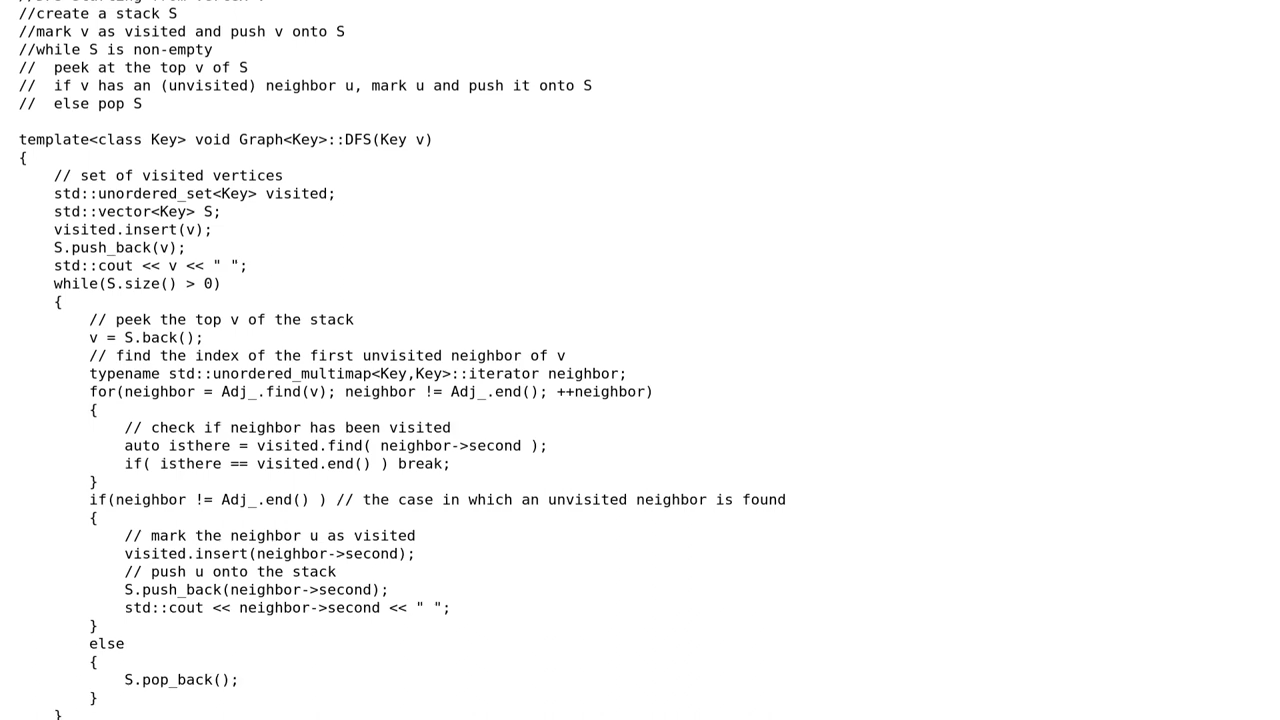 //create a stack S
//mark v as visited and push v onto S
//while S is non-empty
//  peek at the top v of S
//  if v has an (unvisited) neighbor u, mark u and push it onto S
//  else pop S

template<class Key> void Graph<Key>::DFS(Key v)
{
    // set of visited vertices
    std::unordered_set<Key> visited;
    std::vector<Key> S;
    visited.insert(v);
    S.push_back(v);
    std::cout << v << " ";
    while(S.size() > 0)
    {
        // peek the top v of the stack
        v = S.back();
        // find the index of the first unvisited neighbor of v
        typename std::unordered_multimap<Key,Key>::iterator neighbor;
        for(neighbor = Adj_.find(v); neighbor != Adj_.end(); ++neighbor)
        {
            // check if neighbor has been visited
            auto isthere = visited.find( neighbor->second );
            if( isthere == visited.end() ) break;
        }
        if(neighbor != Adj_.end() ) // the case in which an unvisited neighbor is found
        {
            // mark the neighbor u as visited
            visited.insert(neighbor->second);
            // push u onto the stack
            S.push_back(neighbor->second);
            std::cout << neighbor->second << " ";
        }
        else
        {
            S.pop_back();
        }
    }